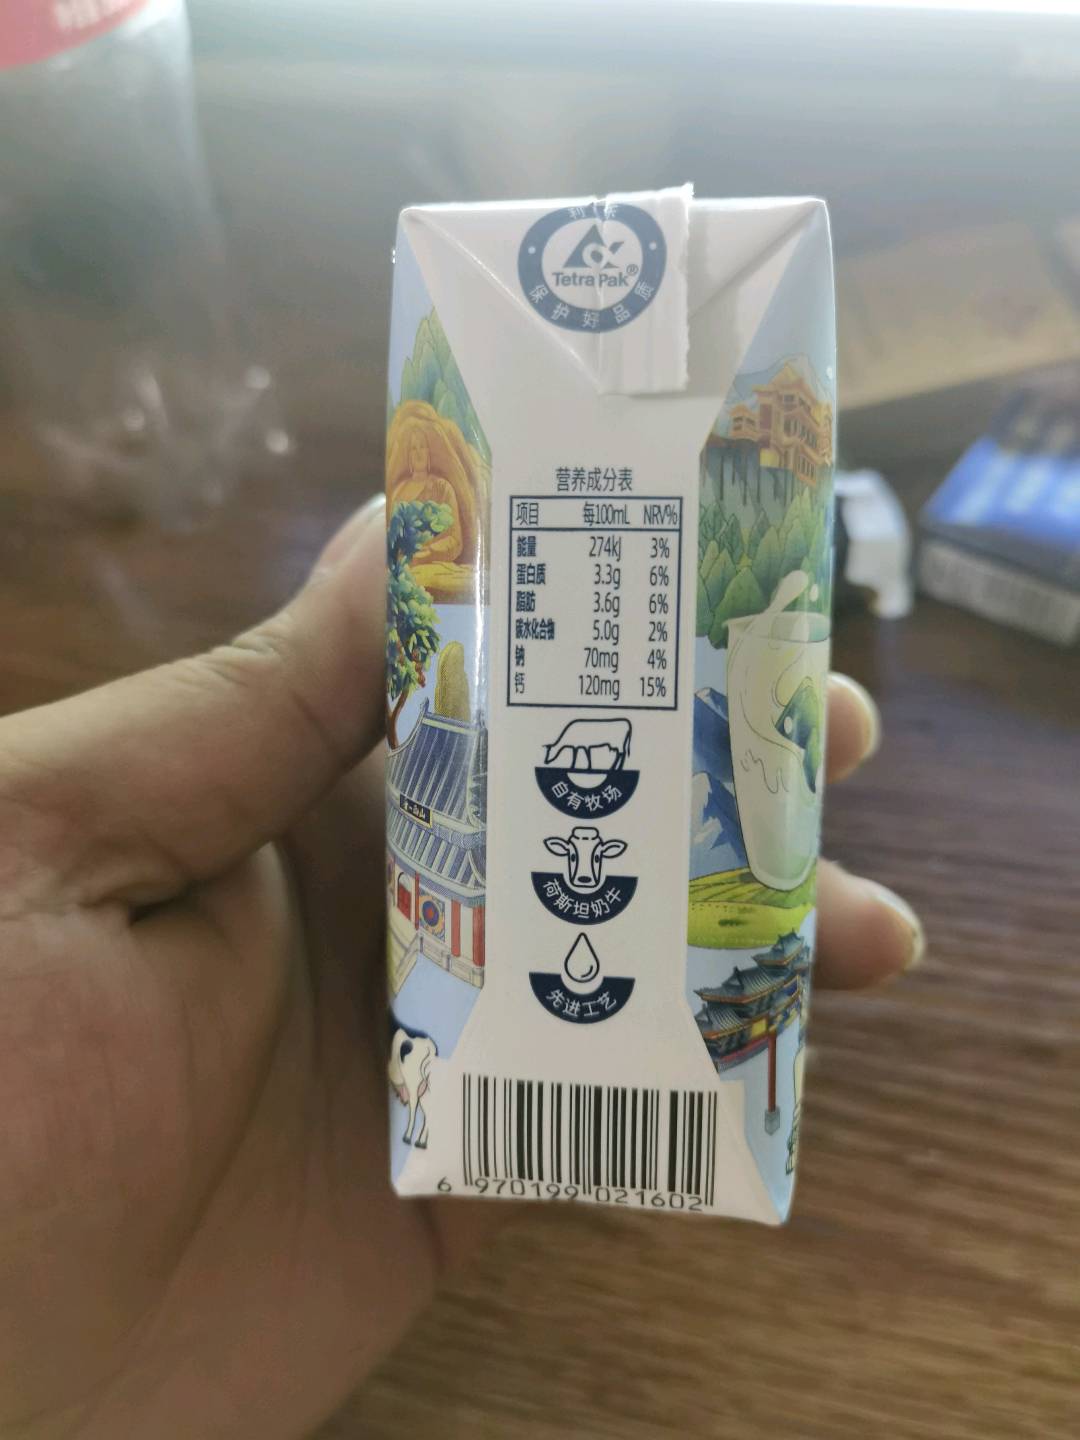 利乐
TetraPak®
保护好品质
营养成分表
项目 每100mL NRV%
能量 274kJ 3%
蛋白质 3.3g 6%
脂肪 3.6g 6%
碳水化合物 5.0g 2%
钠 70mg 4%
钙 120mg 15%
自有牧场
荷斯坦奶牛
先进工艺
6 970199 021602